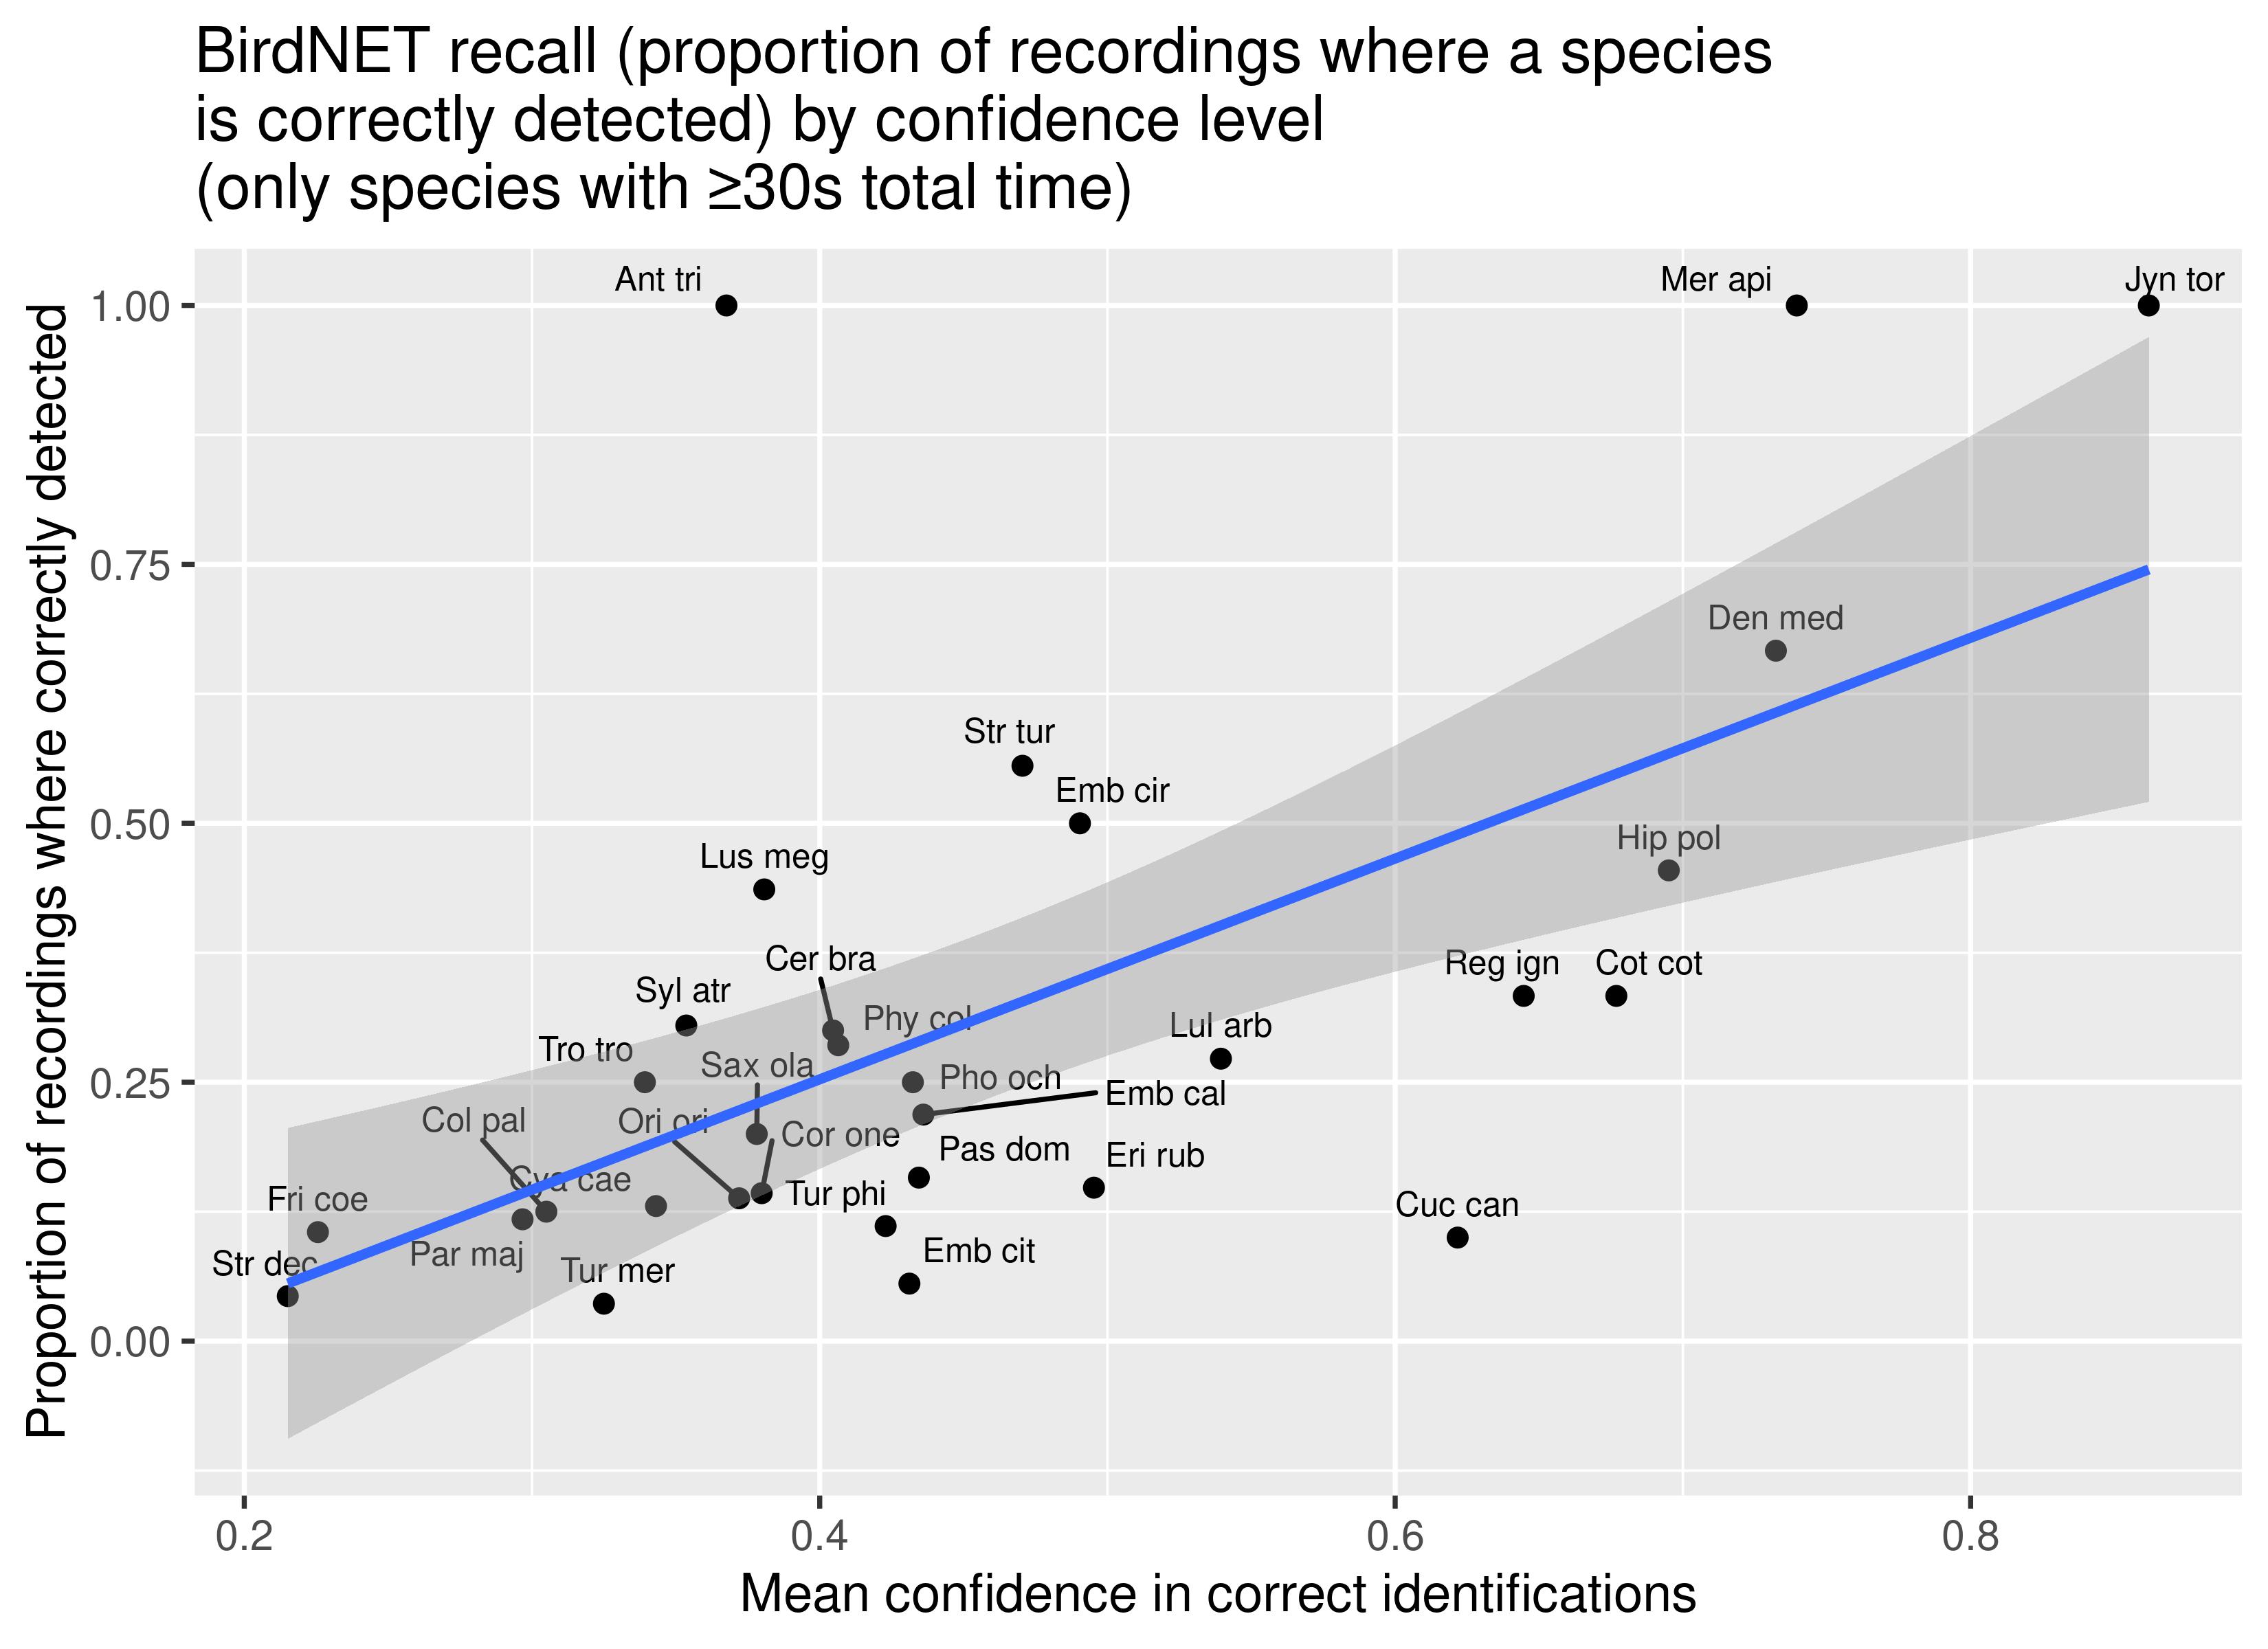 BirdNET recall (proportion of recordings where a species
is correctly detected) by confidence level
(only species with ≥30s total time)
Proportion of recordings where correctly detected
1.00
0.75
0.50
0.25
0.00
Ant tri
Mer api
Jyn tor
Den med
Str tur
Emb cir
Hip pol
Lus meg
Cer bra
Reg ign
Cot cot
Syl atr
Phy col
Lul arb
Tro tro
Sax ola
Pho och
Emb cal
Col pal
Ori ori
Cor one
Pas dom
Eri rub
Cya cae
Fri coe
Tur phi
Cuc can
Par maj
Emb cit
Str dec
Tur mer
0.2
0.4
0.6
0.8
Mean confidence in correct identifications